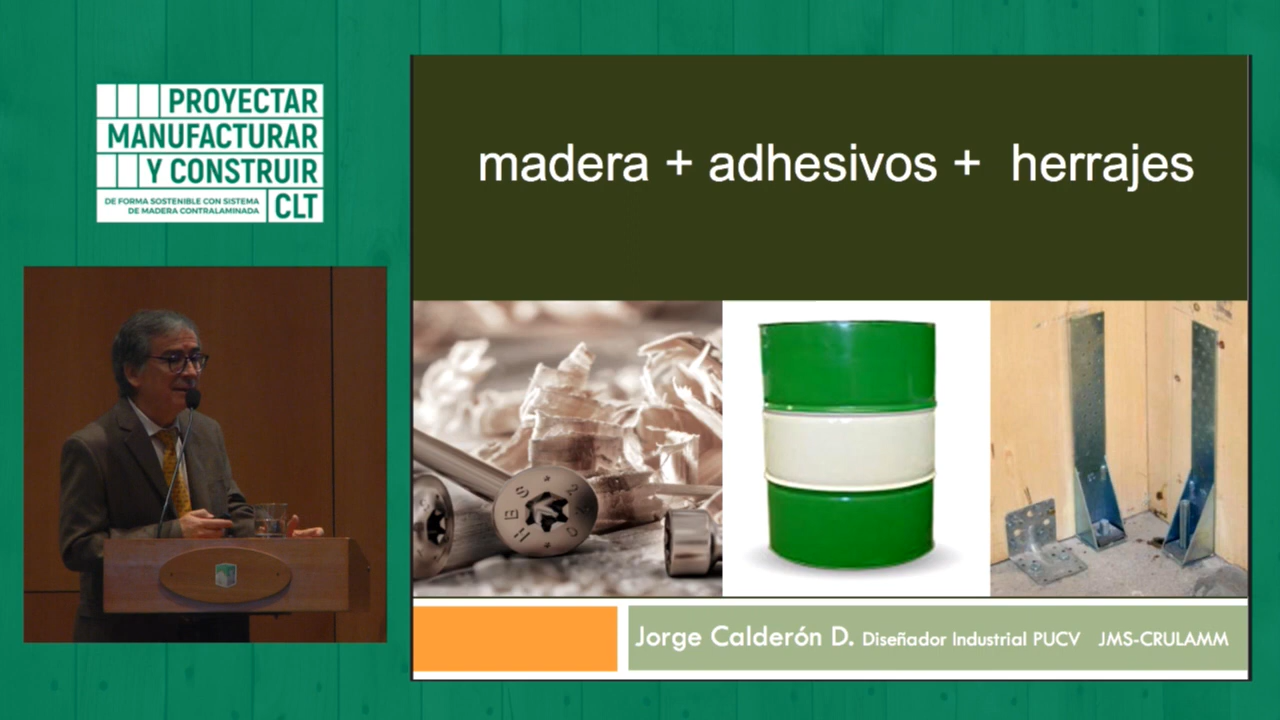 PROYECTAR
MANUFACTURAR
Y CONSTRUIR
DE FORMA SOSTENIBLE CON SISTEMA
DE MADERA CONTRALAMINADA
CLT
madera + adhesivos + herrajes
HBS
Jorge Calderón D. Diseñador Industrial PUCV JMS-CRULAMM